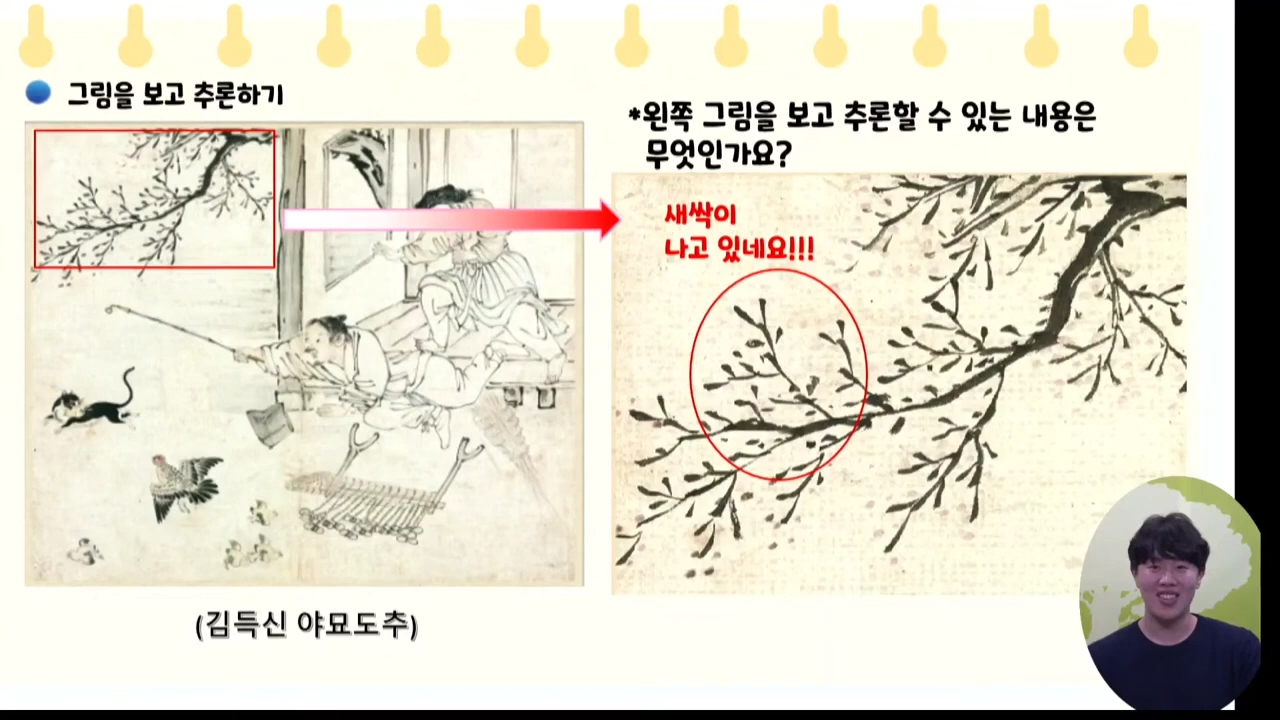 그림을 보고 추론하기
*왼쪽 그림을 보고 추론할 수 있는 내용은
무엇인가요?
새싹이
나고 있네요!!!
(김득신 야묘도추)